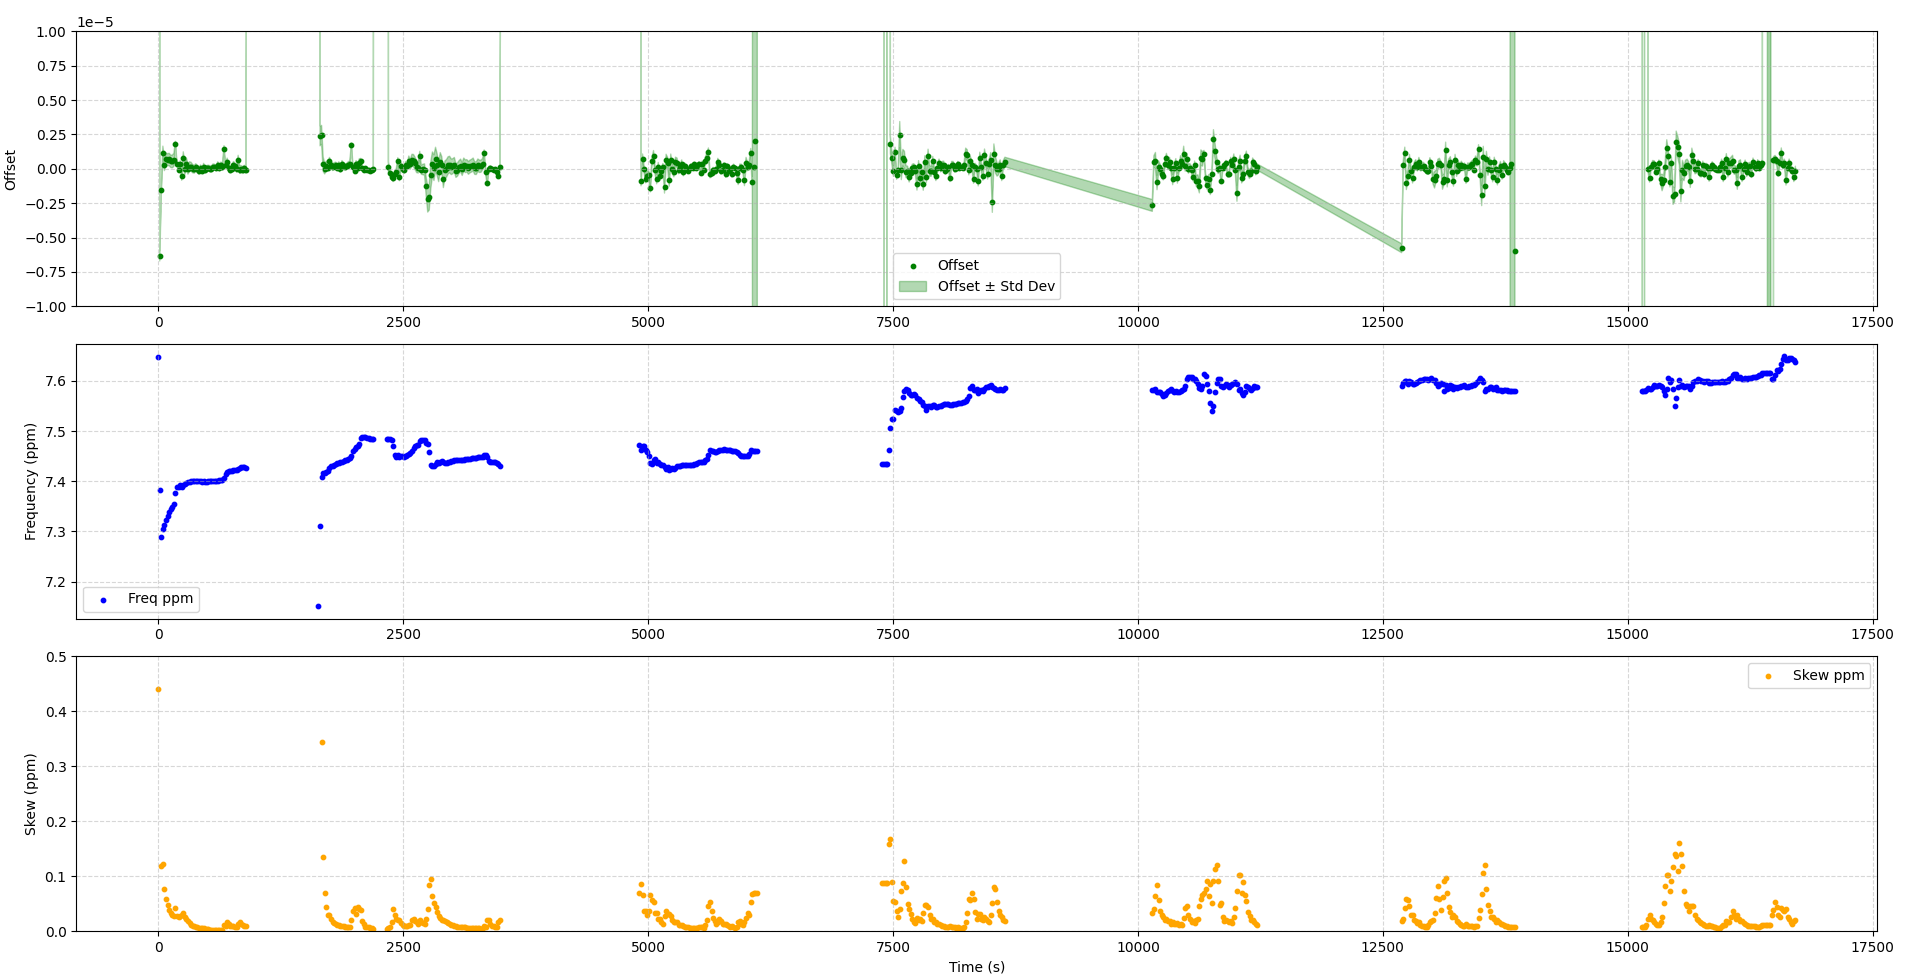 1e−5
1.00
0.75
0.50
0.25
0.00
−0.25
−0.50
−0.75
−1.00
Offset
Offset
Offset ± Std Dev
0 2500 5000 7500 10000 12500 15000 17500
7.6
7.5
7.4
7.3
7.2
Frequency (ppm)
Freq ppm
0 2500 5000 7500 10000 12500 15000 17500
0.5
0.4
0.3
0.2
0.1
0.0
Skew (ppm)
Skew ppm
0 2500 5000 7500 10000 12500 15000 17500
Time (s)